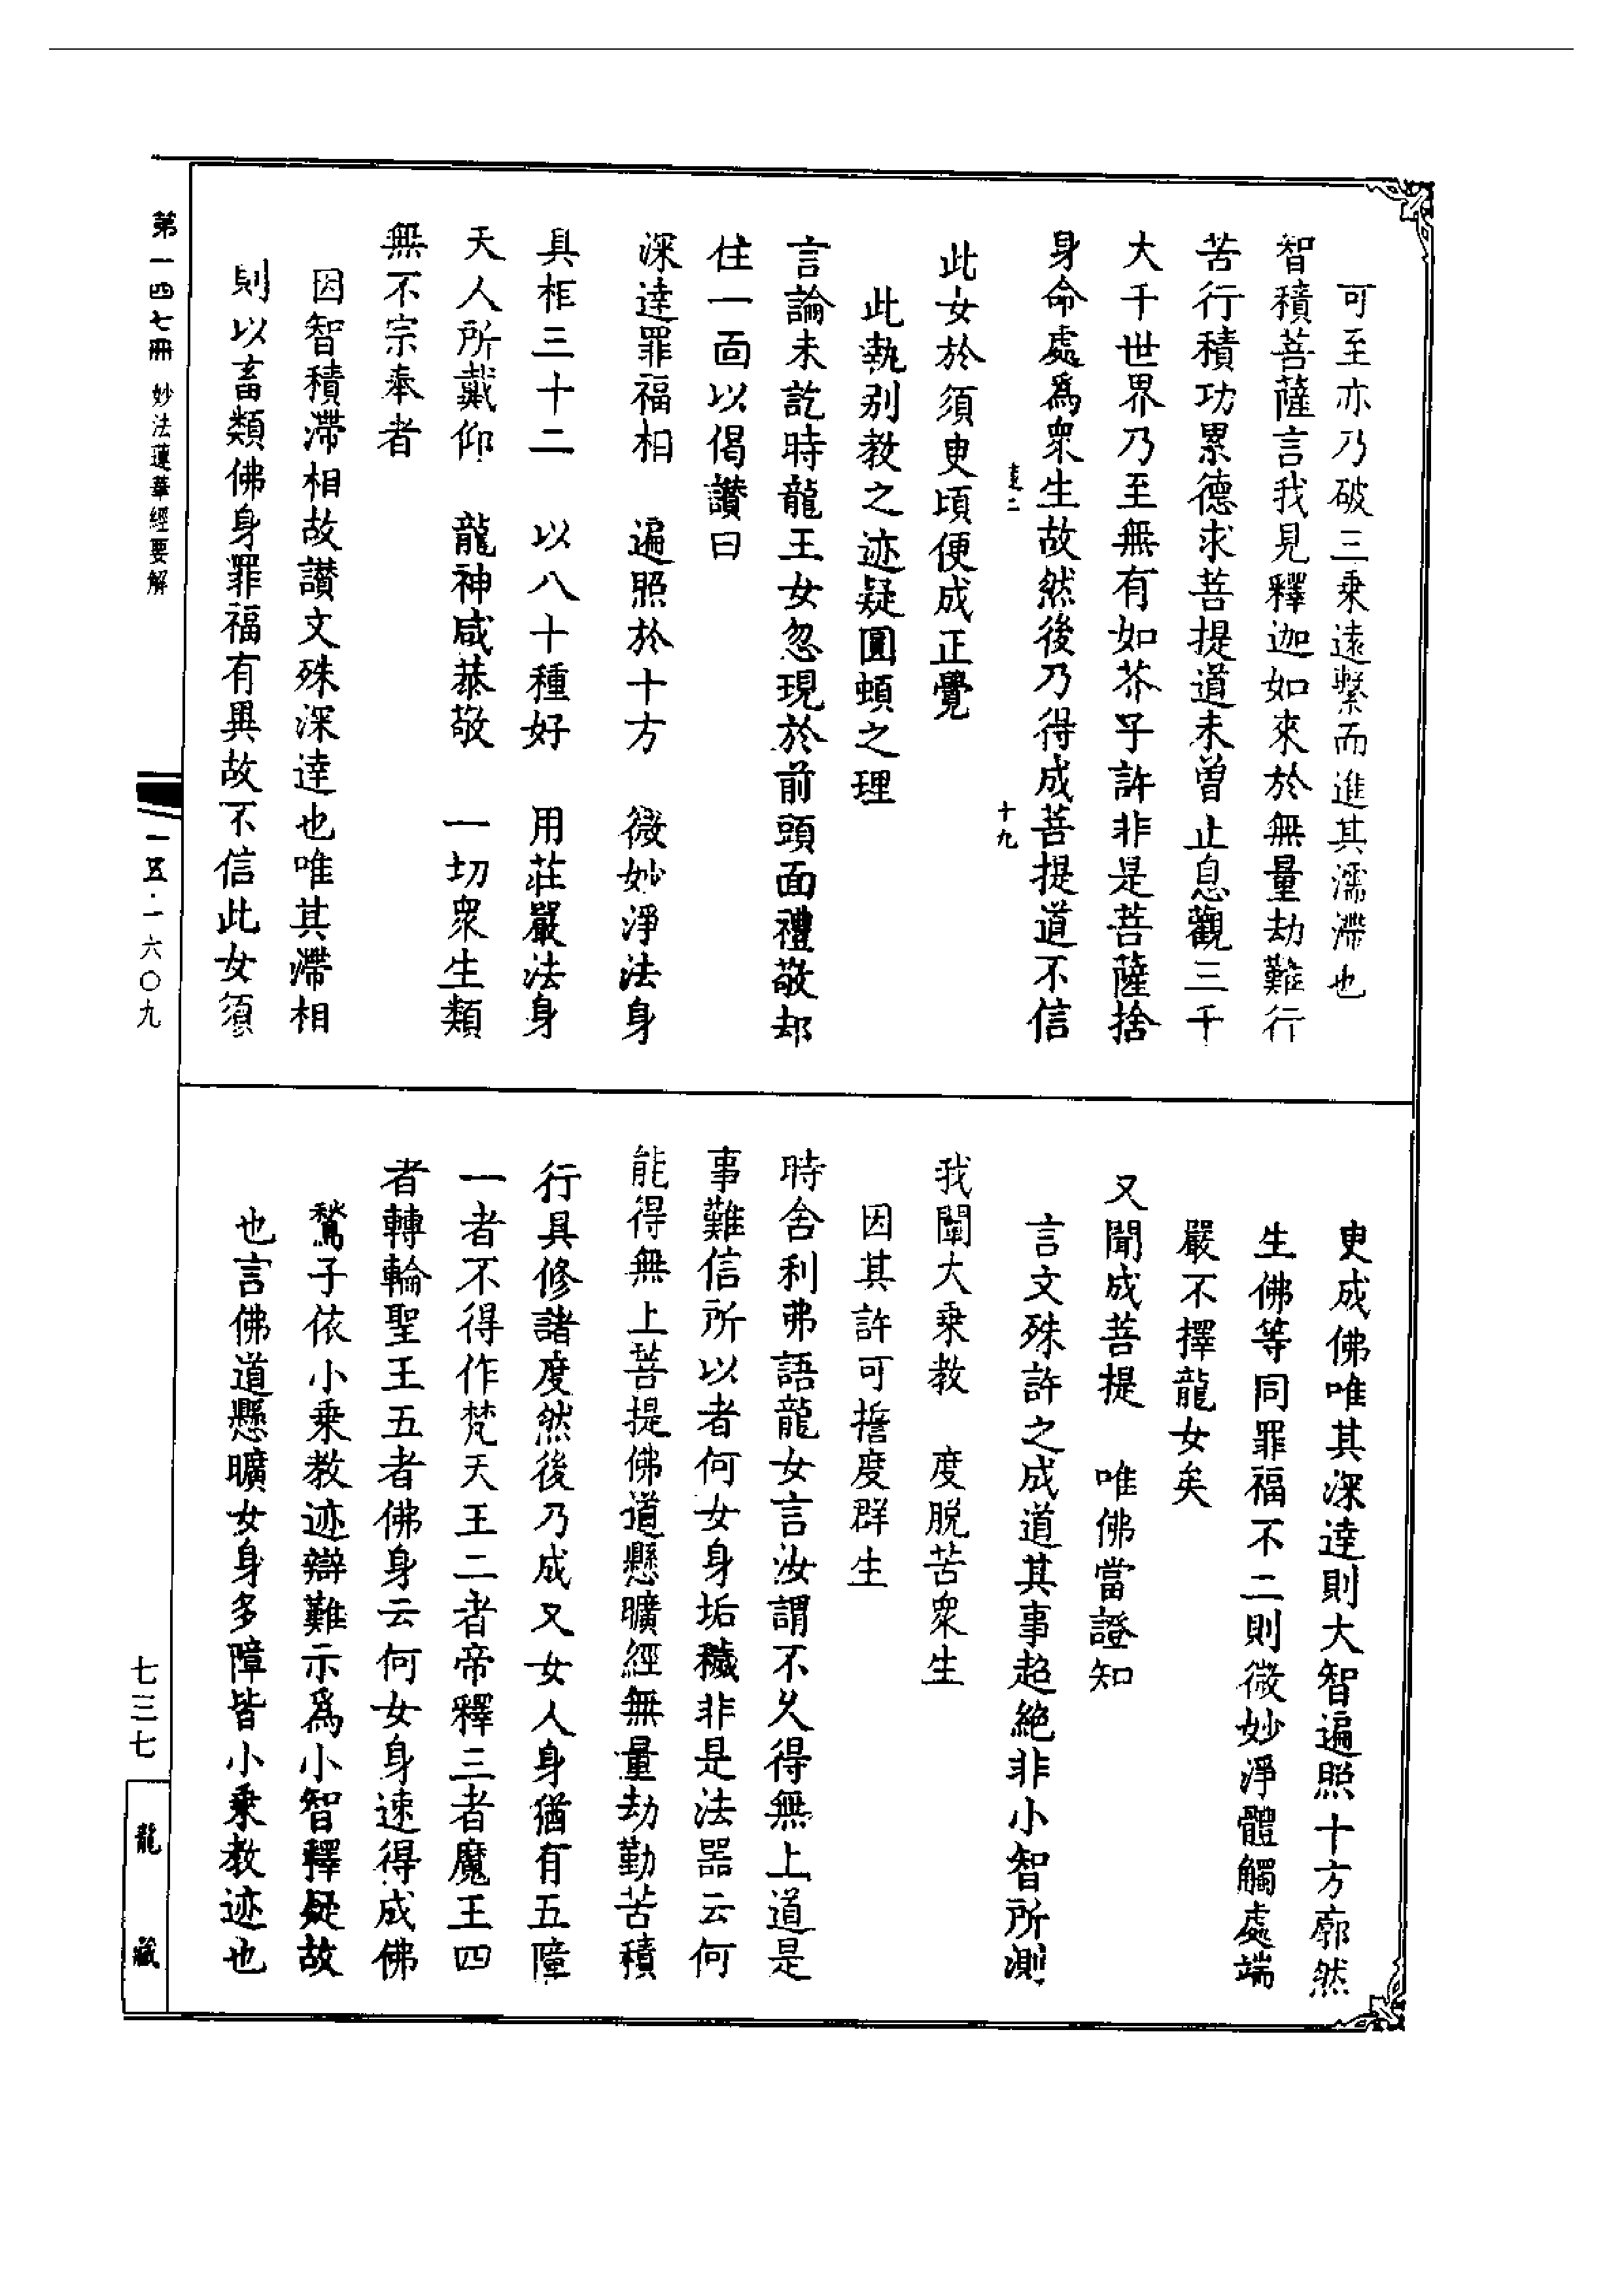 可至亦乃破三乘遠繫而進其濡滯也
智積菩薩言我見釋迦如來於無量劫難行
苦行積功累德求菩提道未曾止息觀三千
大千世界乃至無有如芥子許非是菩薩捨
身命處爲衆生故然後乃得成菩提道不信
十九
此女於須臾頃便成正覺
此執别教之迹疑圓頓之理
言論未訖時龍王女忽現於前頭面禮敬却
住一面以偈讚曰
深達罪福相　遍照於十方　微妙淨法身
具相三十二　以八十種好　用莊嚴法身
天人所戴仰　龍神咸恭敬　一切衆生類
無不宗奉者
因智積滯相故讚文殊深達也唯其滯相
則以畜類佛身罪福有異故不信此女須
臾成佛唯其深達則大智遍照十方廓然
生佛等同罪福不二則微妙淨體觸處端
嚴不擇龍女矣
又聞成菩提　唯佛當證知
言文殊許之成道其事超絶非小智所測
我闡大乘教　度脱苦衆生
因其許可擔度群生
時舍利弗語龍女言汝謂不久得無上道是
事難信所以者何女身垢穢非是法器云何
能得無上菩提佛道懸曠經無量劫勤苦積
行具修諸度然後乃成又女人身猶有五障
一者不得作梵天王二者帝釋三者魔王四
者轉輪聖王五者佛身云何女身速得成佛
鶖子依小乘教迹辯難示爲小智釋疑故
也言佛道懸曠女身多障皆小乘教迹也
第一四七冊　妙法蓮華經要解
一五·一六〇九
七三七
龍藏